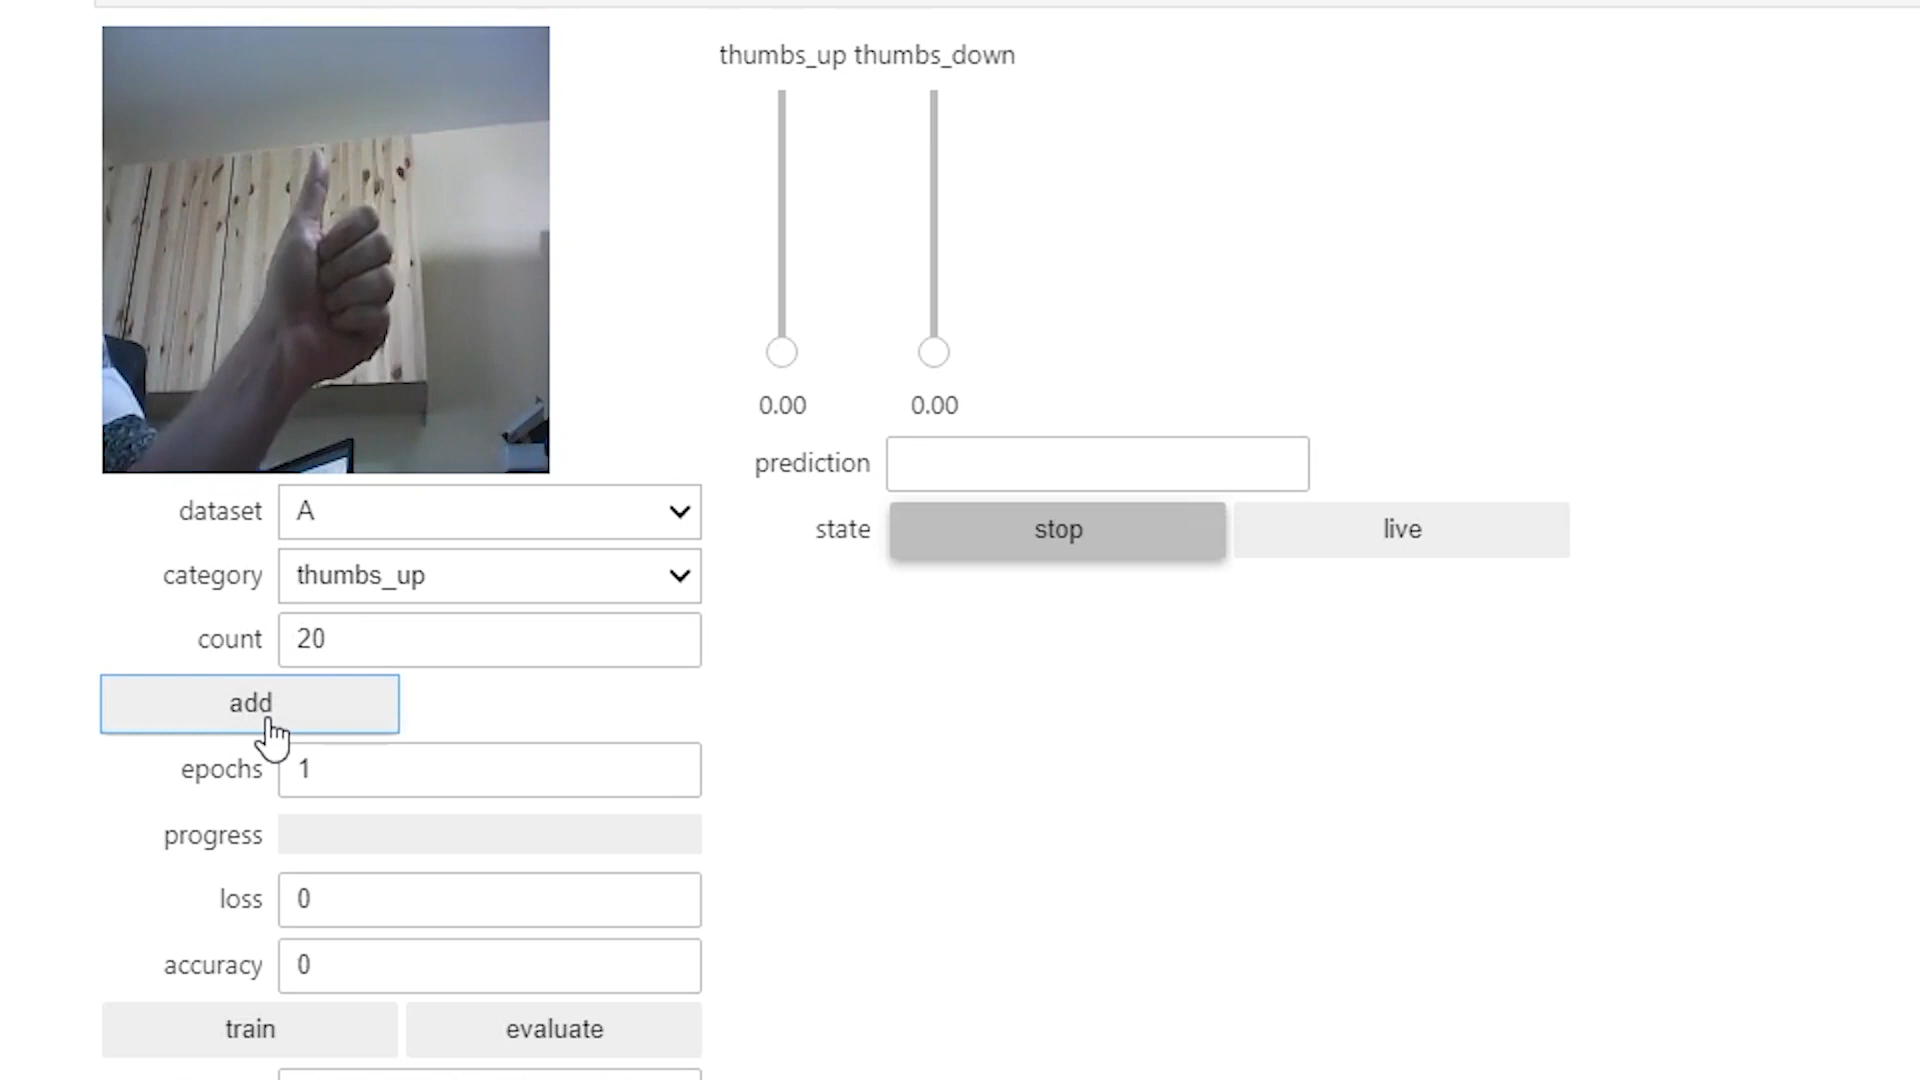 thumbs_up thumbs_down
0.00 0.00
prediction
state stop live
dataset A
category thumbs_up
count 20
add
epochs 1
progress
loss 0
accuracy 0
train evaluate